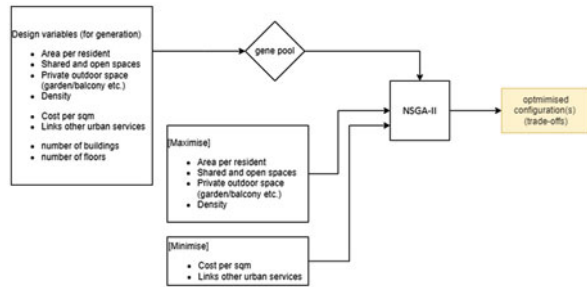 Design variables (for generation)
Area per resident
Shared and open spaces
Private outdoor space
(garden/balcony etc.)
Density
Cost per sqm
Links other urban services
number of buildings
number of floors
gene pool
NSGA-II
optmimised
configuration(s)
(trade-offs)
[Maximise]
Area per resident
Shared and open spaces
Private outdoor space
(garden/balcony etc.)
Density
[Minimise]
Cost per sqm
Links other urban services